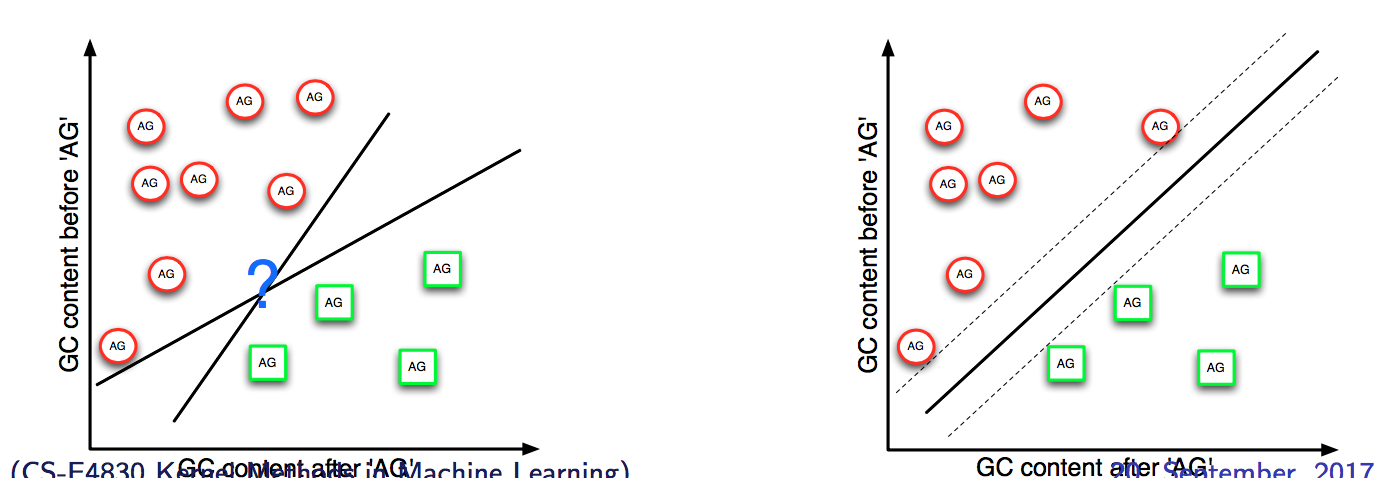 GC content before 'AG'
AG
AG
AG
AG
AG
AG
AG
?
AG
AG
AG
AG
AG
GC content after 'AG'
(CS-E4830 Kernel Methods in Machine Learning)
GC content before 'AG'
AG
AG
AG
AG
AG
AG
AG
AG
AG
AG
AG
GC content after 'AG'
20. September, 2017